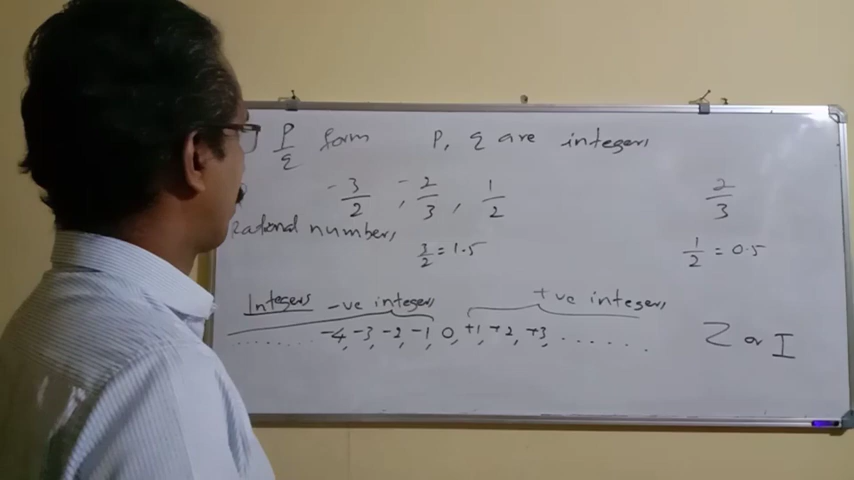 p/q form p, q are integers
-3/2, -2/3, 1/2 2/3
Rational numbers
3/2 = 1.5 1/2 = 0.5
Integers -ve integers +ve integers
........ -4, -3, -2, -1, 0, +1, +2, +3, ........
Z or I